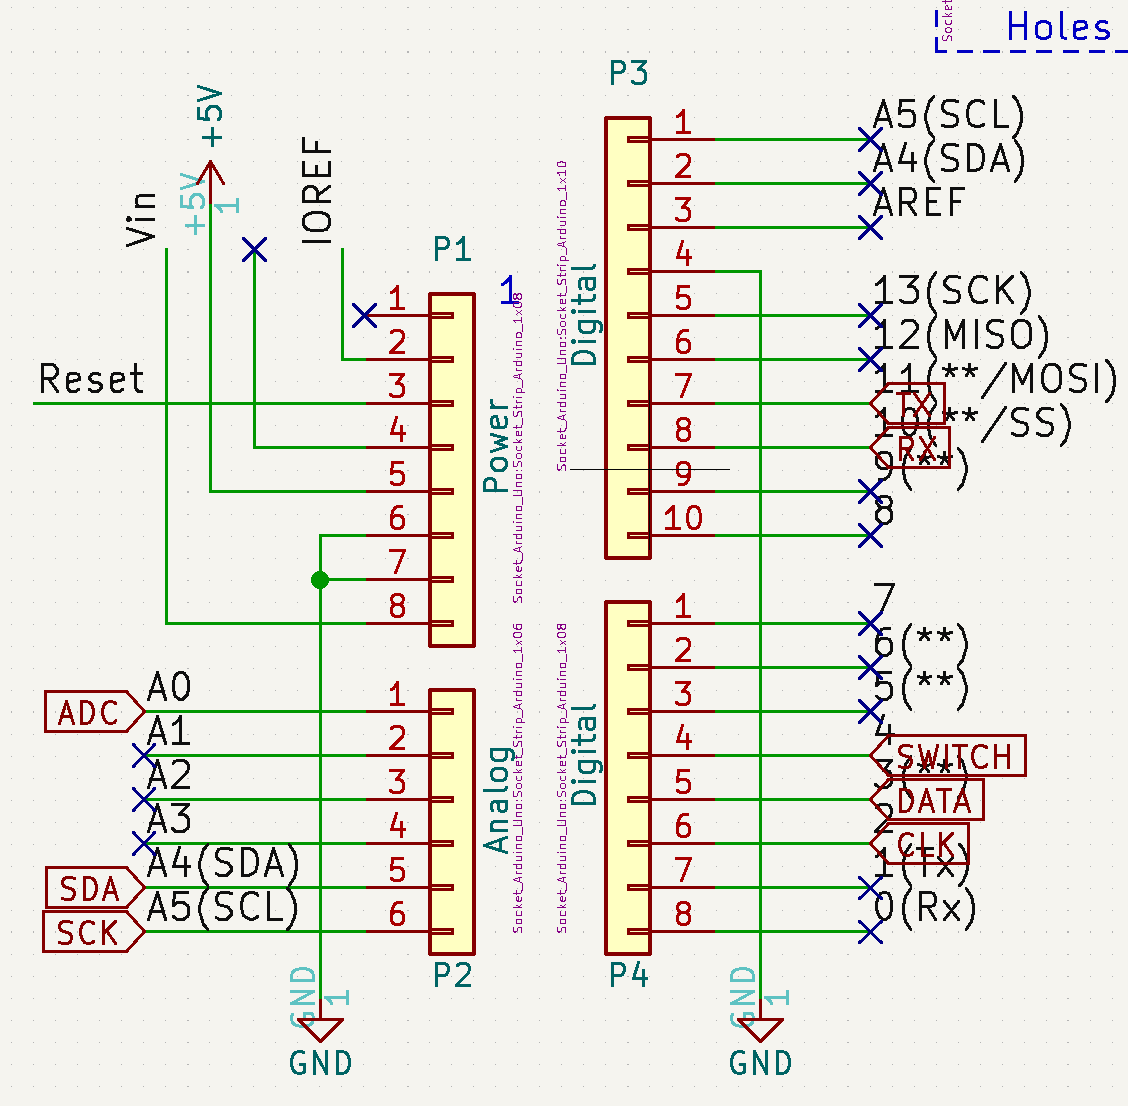 Holes
Socket
P3
+5V
+5V
1
Vin
IOREF
P1
1
1
2
3
4
5
6
7
8
Reset
Power
Socket_Arduino_Uno:Socket_Strip_Arduino_1x08
Socket_Arduino_Uno:Socket_Strip_Arduino_1x10
Digital
1
2
3
4
5
6
7
8
9
10
A5(SCL)
A4(SDA)
AREF
13(SCK)
12(MISO)
11(**/MOSI)
TX
10(**/SS)
RX
9(**)
8
ADC
A0
A1
A2
A3
SDA
A4(SDA)
SCK
A5(SCL)
1
2
3
4
5
6
Analog
Socket_Arduino_Uno:Socket_Strip_Arduino_1x06
P2
Socket_Arduino_Uno:Socket_Strip_Arduino_1x08
Digital
1
2
3
4
5
6
7
8
P4
7
6(**)
5(**)
4
SWITCH
3(**)
DATA
2
CLK
1(Tx)
0(Rx)
GND
1
GND
GND
1
GND